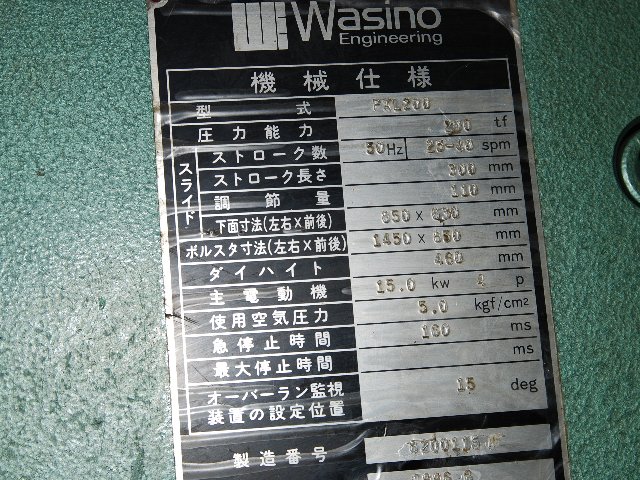 Wasino
Engineering
機械仕様
型式 PXL200
圧力能力 200 tf
スライド
ストローク数 50Hz spm
ストローク長さ 300 mm
調節量 110 mm
下面寸法(左右×前後) 650 × mm
ボルスタ寸法(左右×前後) 1450 × mm
ダイハイト mm
主電動機 15.0 kw 4 p
使用空気圧力 5.0 kgf/cm²
急停止時間 ms
最大停止時間 ms
オーバーラン監視
装置の設定位置 15 deg
製造番号